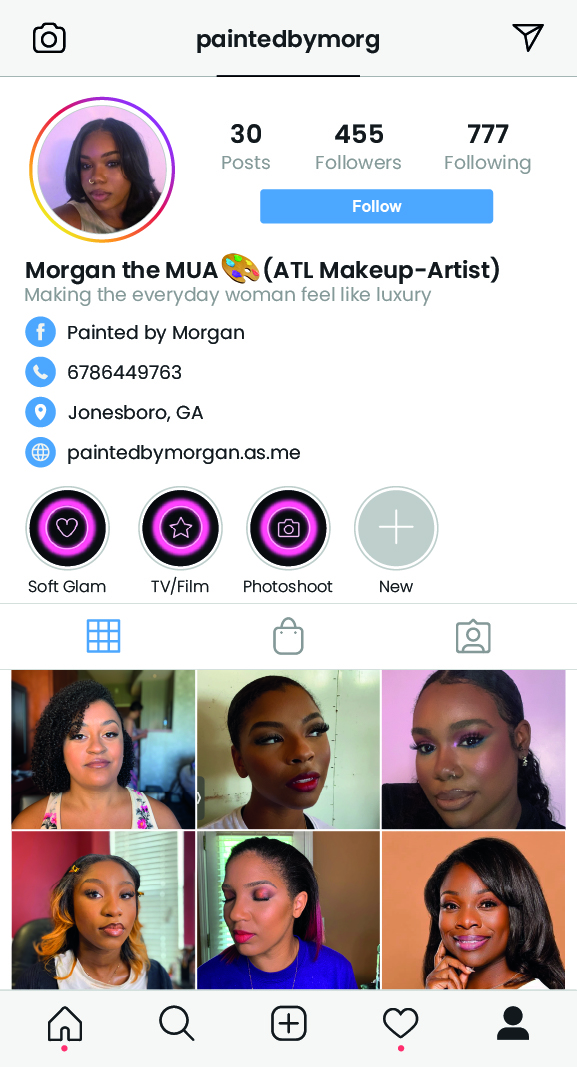 paintedbymorg
30 455 777
Posts Followers Following
Follow
Morgan the MUA🎨(ATL Makeup-Artist)
Making the everyday woman feel like luxury
Painted by Morgan
6786449763
Jonesboro, GA
paintedbymorgan.as.me
Soft Glam TV/Film Photoshoot New